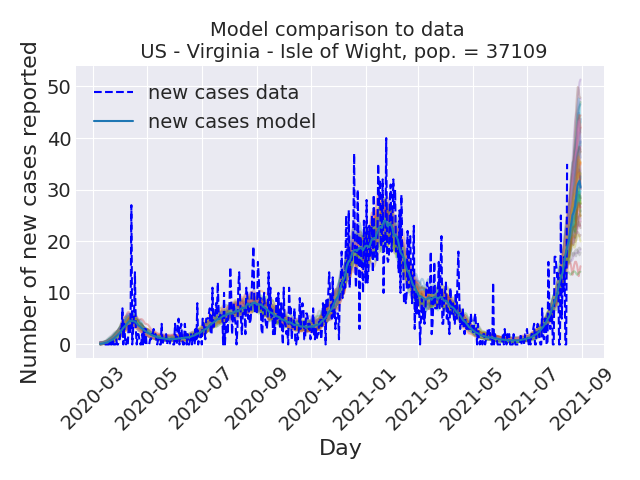 Model comparison to data
US - Virginia - Isle of Wight, pop. = 37109
Number of new cases reported
50
40
30
20
10
0
new cases data
new cases model
2020-03
2020-05
2020-07
2020-09
2020-11
2021-01
2021-03
2021-05
2021-07
2021-09
Day